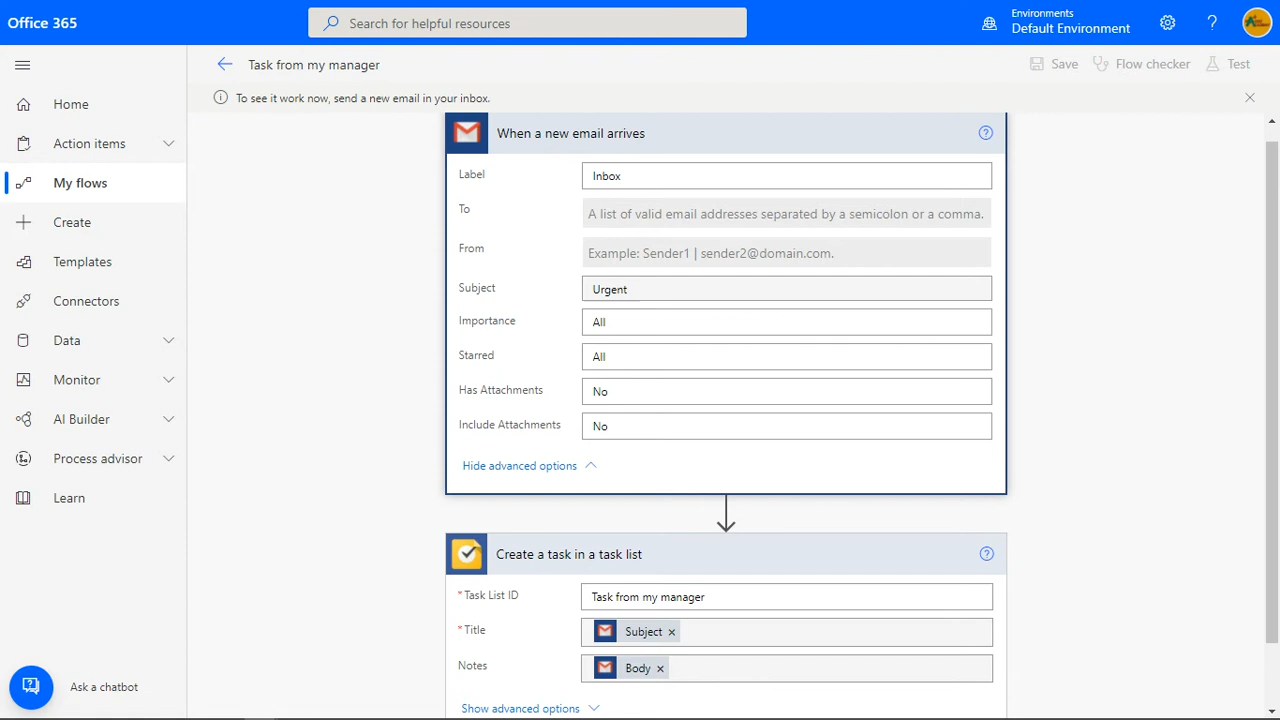 Office 365
Search for helpful resources
Environments
Default Environment
?
Task from my manager
Save
Flow checker
Test
To see it work now, send a new email in your inbox.
Home
Action items
My flows
Create
Templates
Connectors
Data
Monitor
AI Builder
Process advisor
Learn
Ask a chatbot
When a new email arrives
?
Label
Inbox
To
A list of valid email addresses separated by a semicolon or a comma.
From
Example: Sender1 | sender2@domain.com.
Subject
Urgent
Importance
All
Starred
All
Has Attachments
No
Include Attachments
No
Hide advanced options
Create a task in a task list
?
* Task List ID
Task from my manager
* Title
Subject ×
Notes
Body ×
Show advanced options